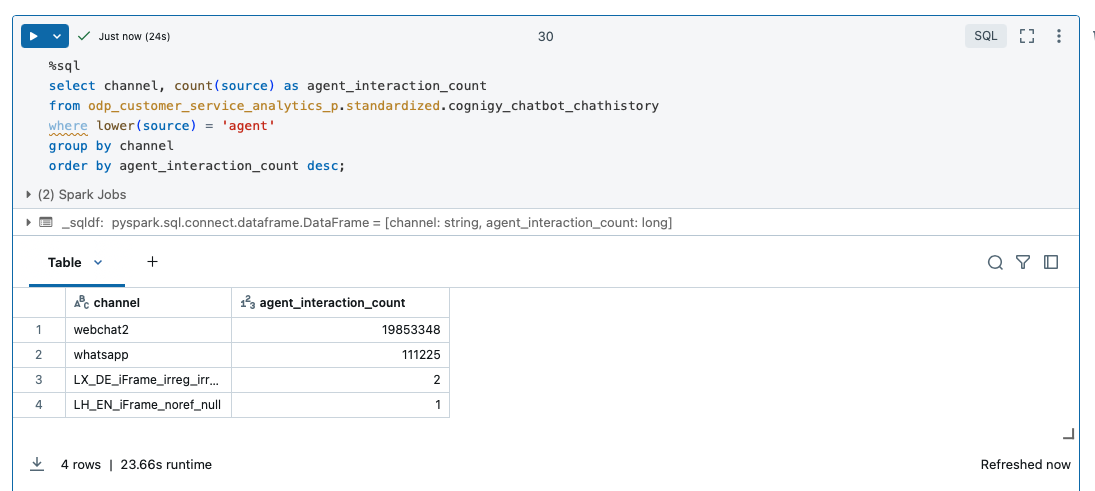 Just now (24s)
30
SQL
%sql
select channel, count(source) as agent_interaction_count
from odp_customer_service_analytics_p.standardized.cognigy_chatbot_chathistory
where lower(source) = 'agent'
group by channel
order by agent_interaction_count desc;
(2) Spark Jobs
_sqldf: pyspark.sql.connect.dataframe.DataFrame = [channel: string, agent_interaction_count: long]
Table +
ABC channel 123 agent_interaction_count
1 webchat2 19853348
2 whatsapp 111225
3 LX_DE_iFrame_irreg_irr... 2
4 LH_EN_iFrame_noref_null 1
4 rows | 23.66s runtime Refreshed now